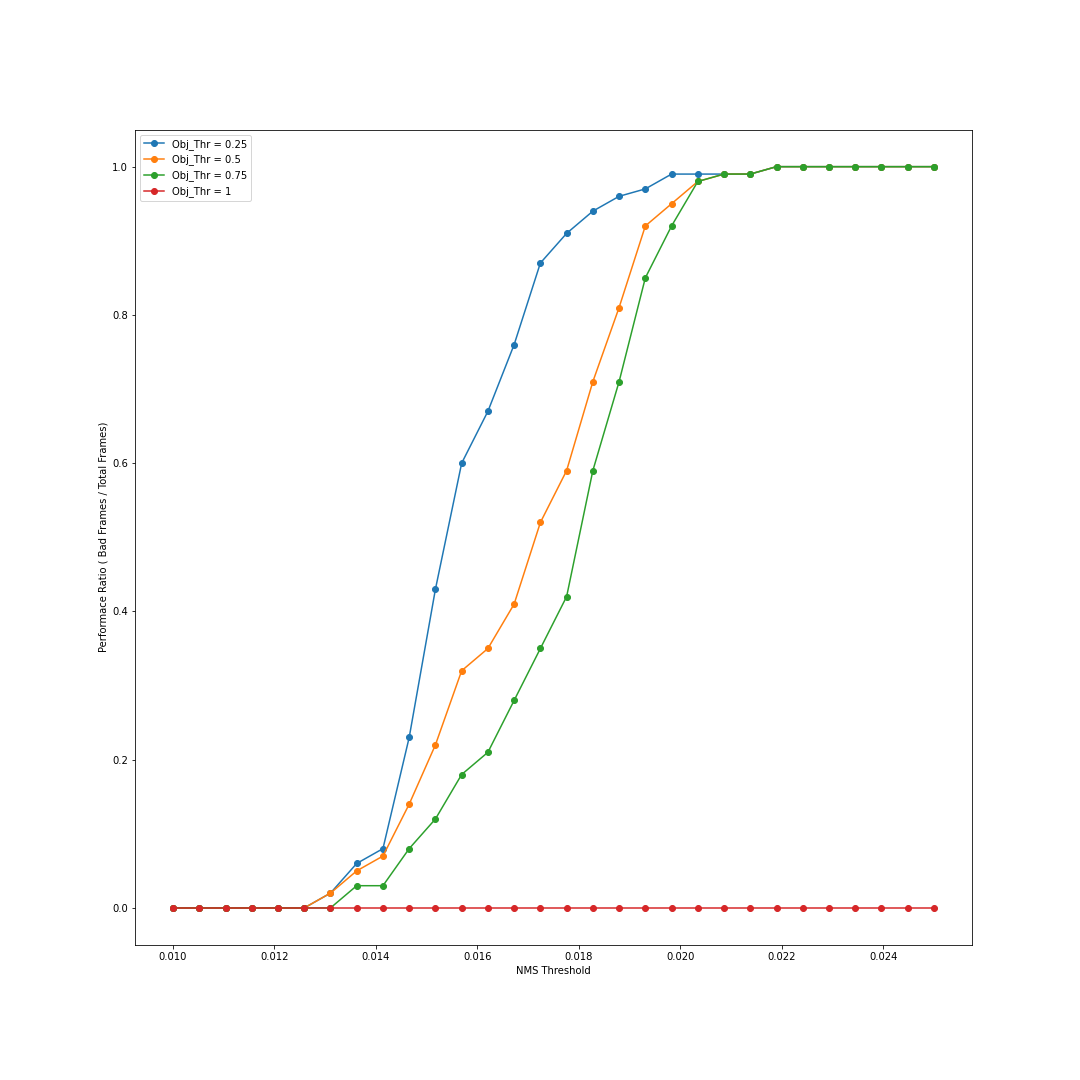 Obj_Thr = 0.25
Obj_Thr = 0.5
Obj_Thr = 0.75
Obj_Thr = 1
1.0
0.8
0.6
0.4
0.2
0.0
Performace Ratio ( Bad Frames / Total Frames)
0.010 0.012 0.014 0.016 0.018 0.020 0.022 0.024
NMS Threshold